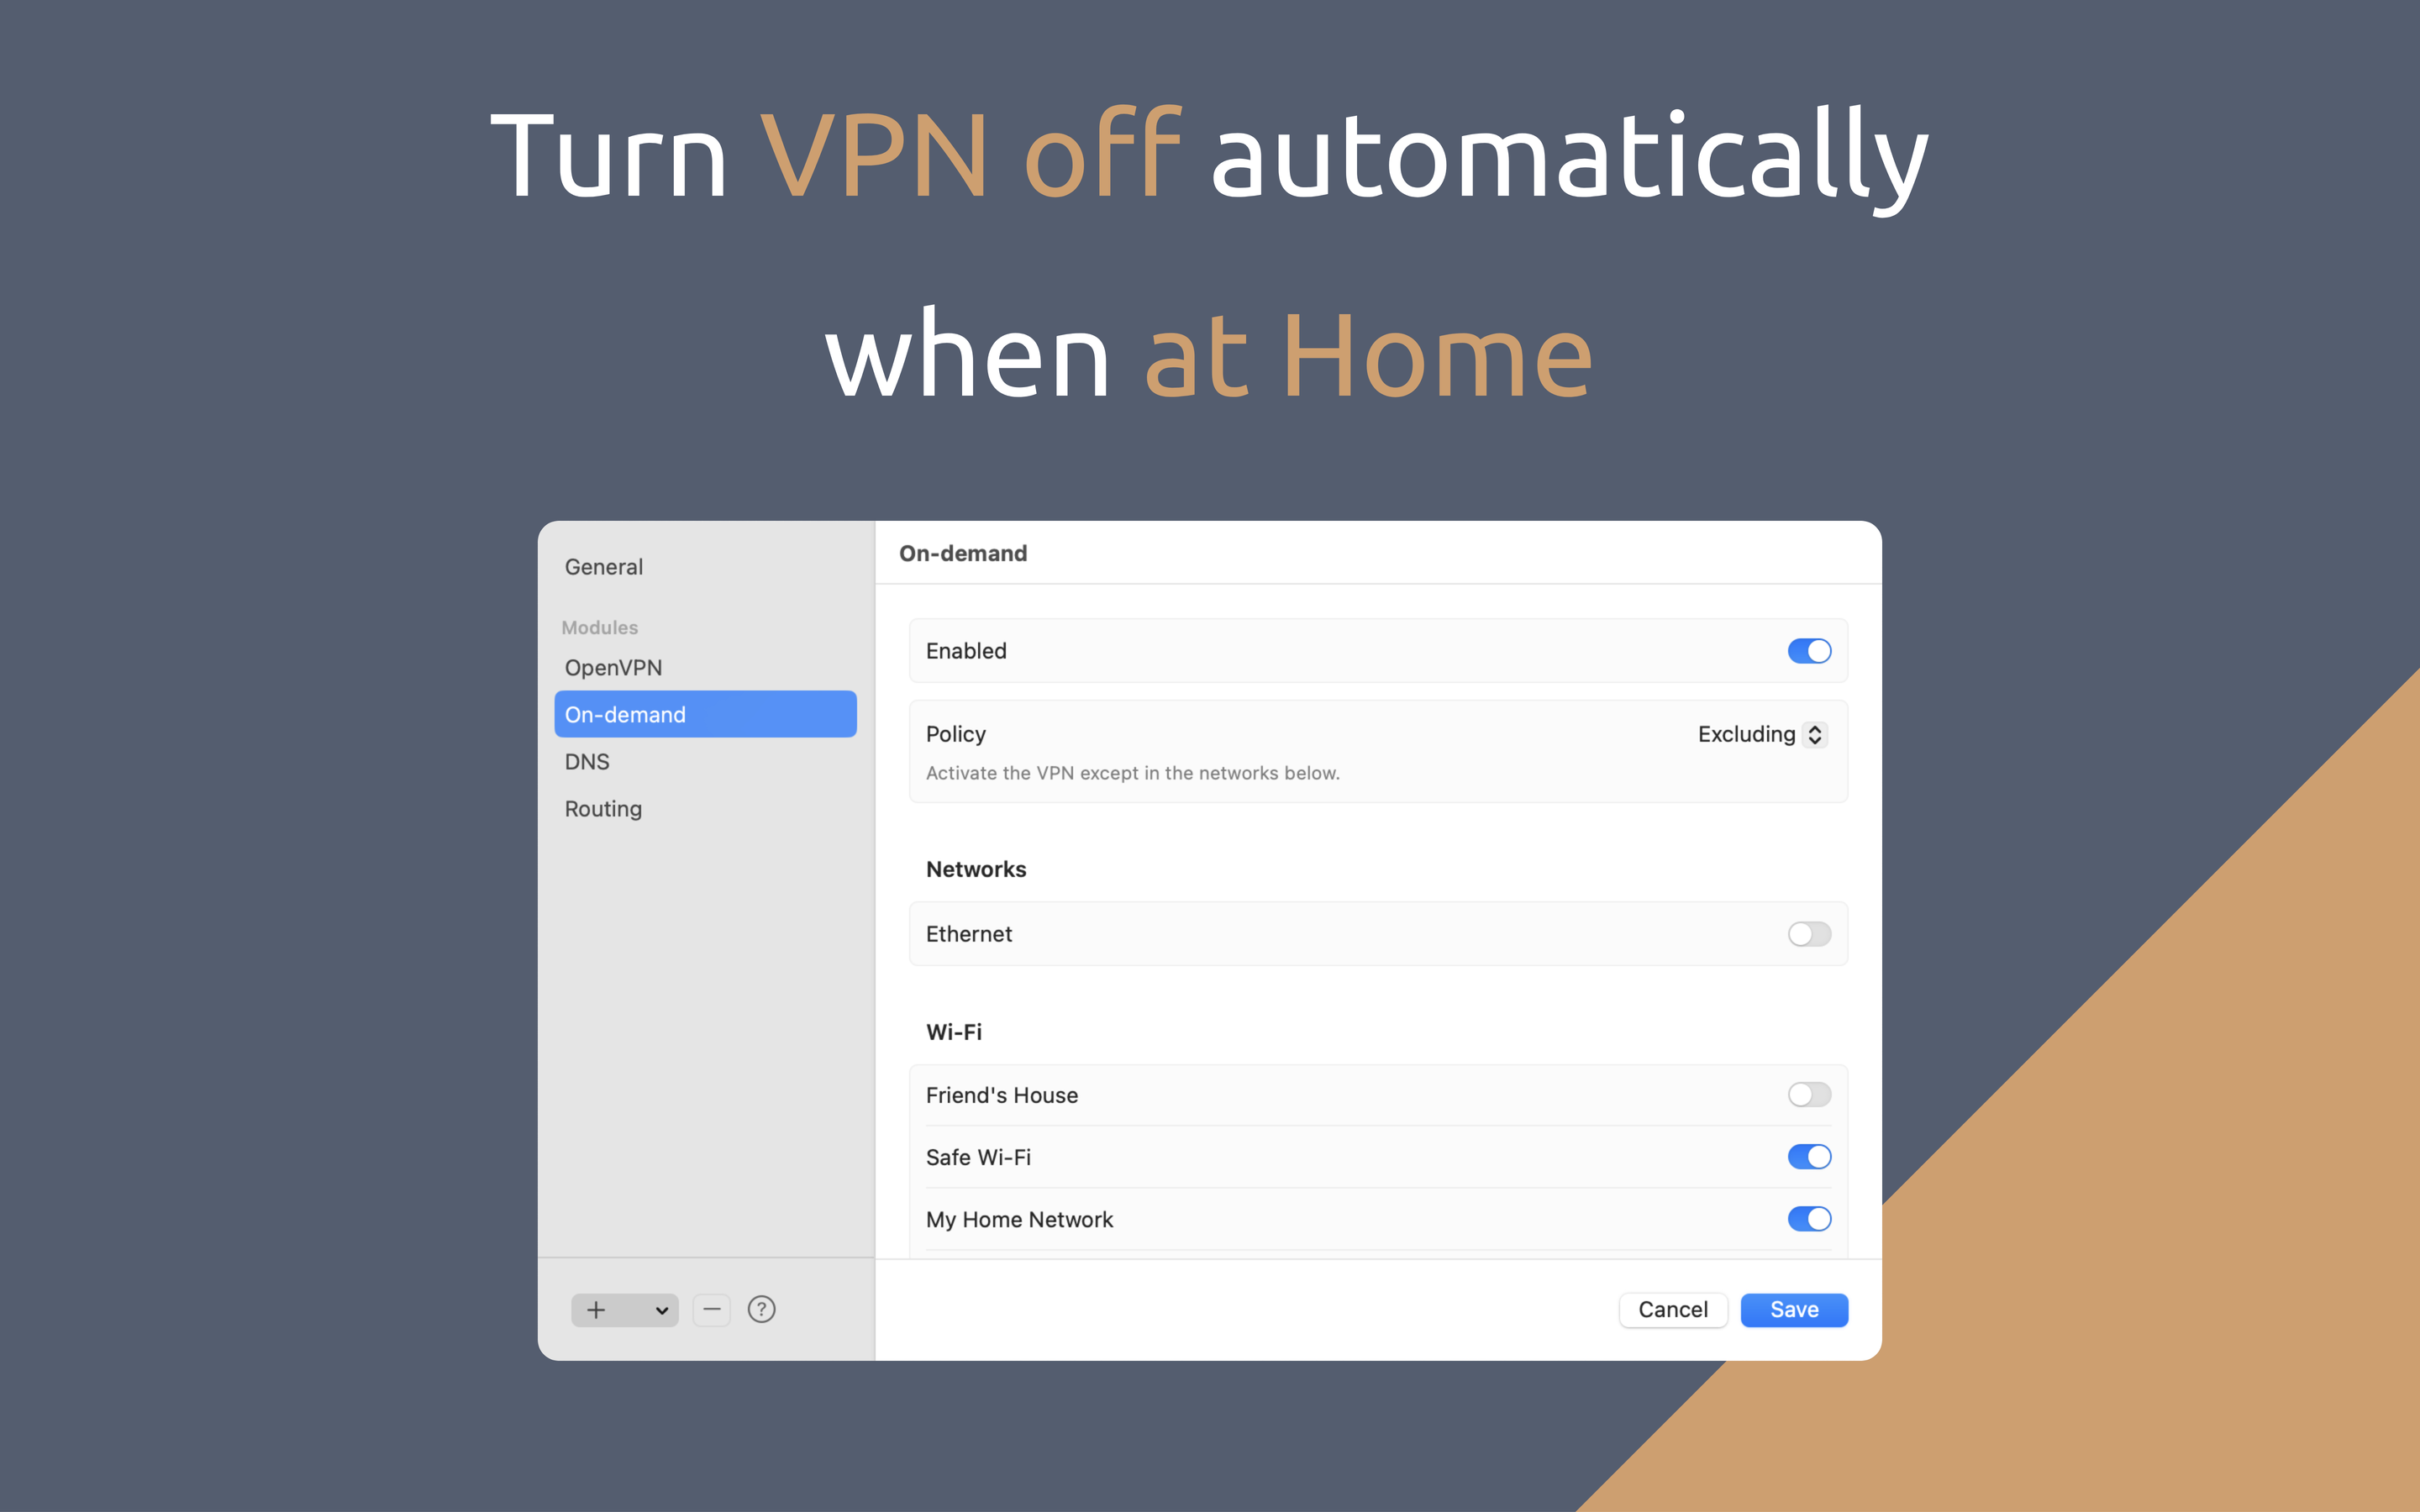 Turn VPN off automatically
when at Home
General
Modules
OpenVPN
On-demand
DNS
Routing
On-demand
Enabled
Policy Excluding
Activate the VPN except in the networks below.
Networks
Ethernet
Wi-Fi
Friend's House
Safe Wi-Fi
My Home Network
Cancel Save